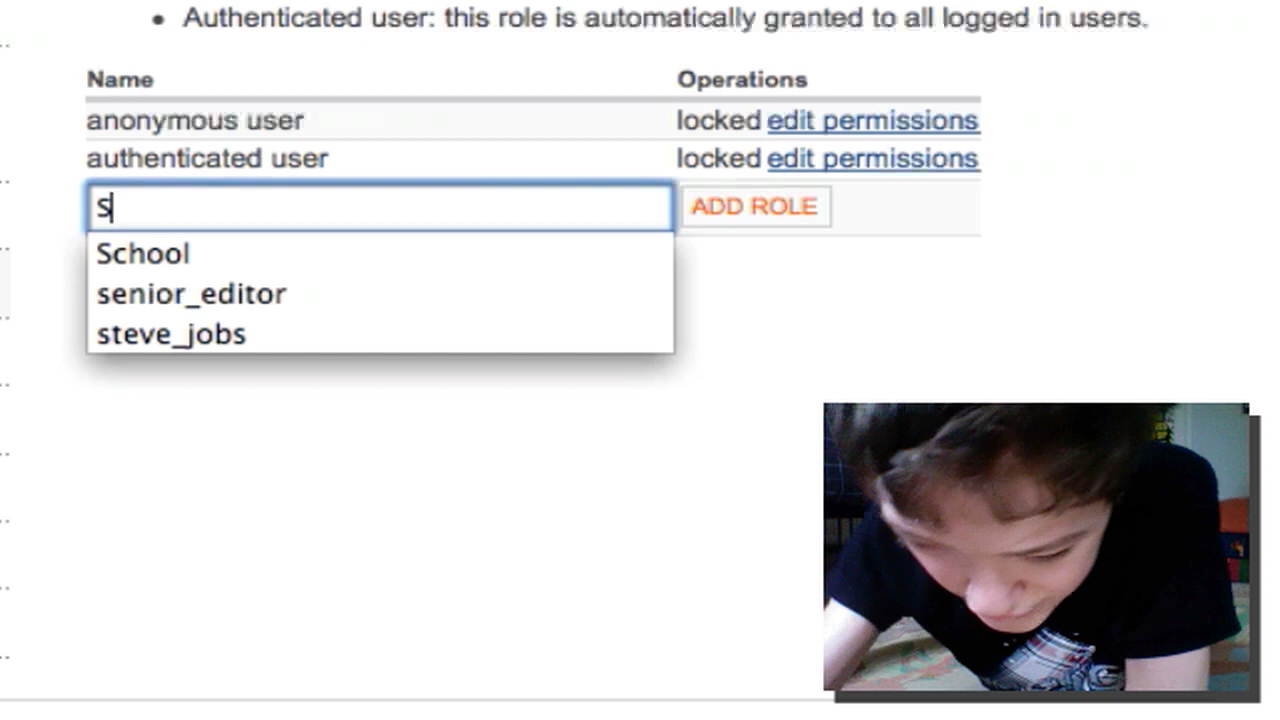 • Authenticated user: this role is automatically granted to all logged in users.
Name Operations
anonymous user locked edit permissions
authenticated user locked edit permissions
S ADD ROLE
School
senior_editor
steve_jobs